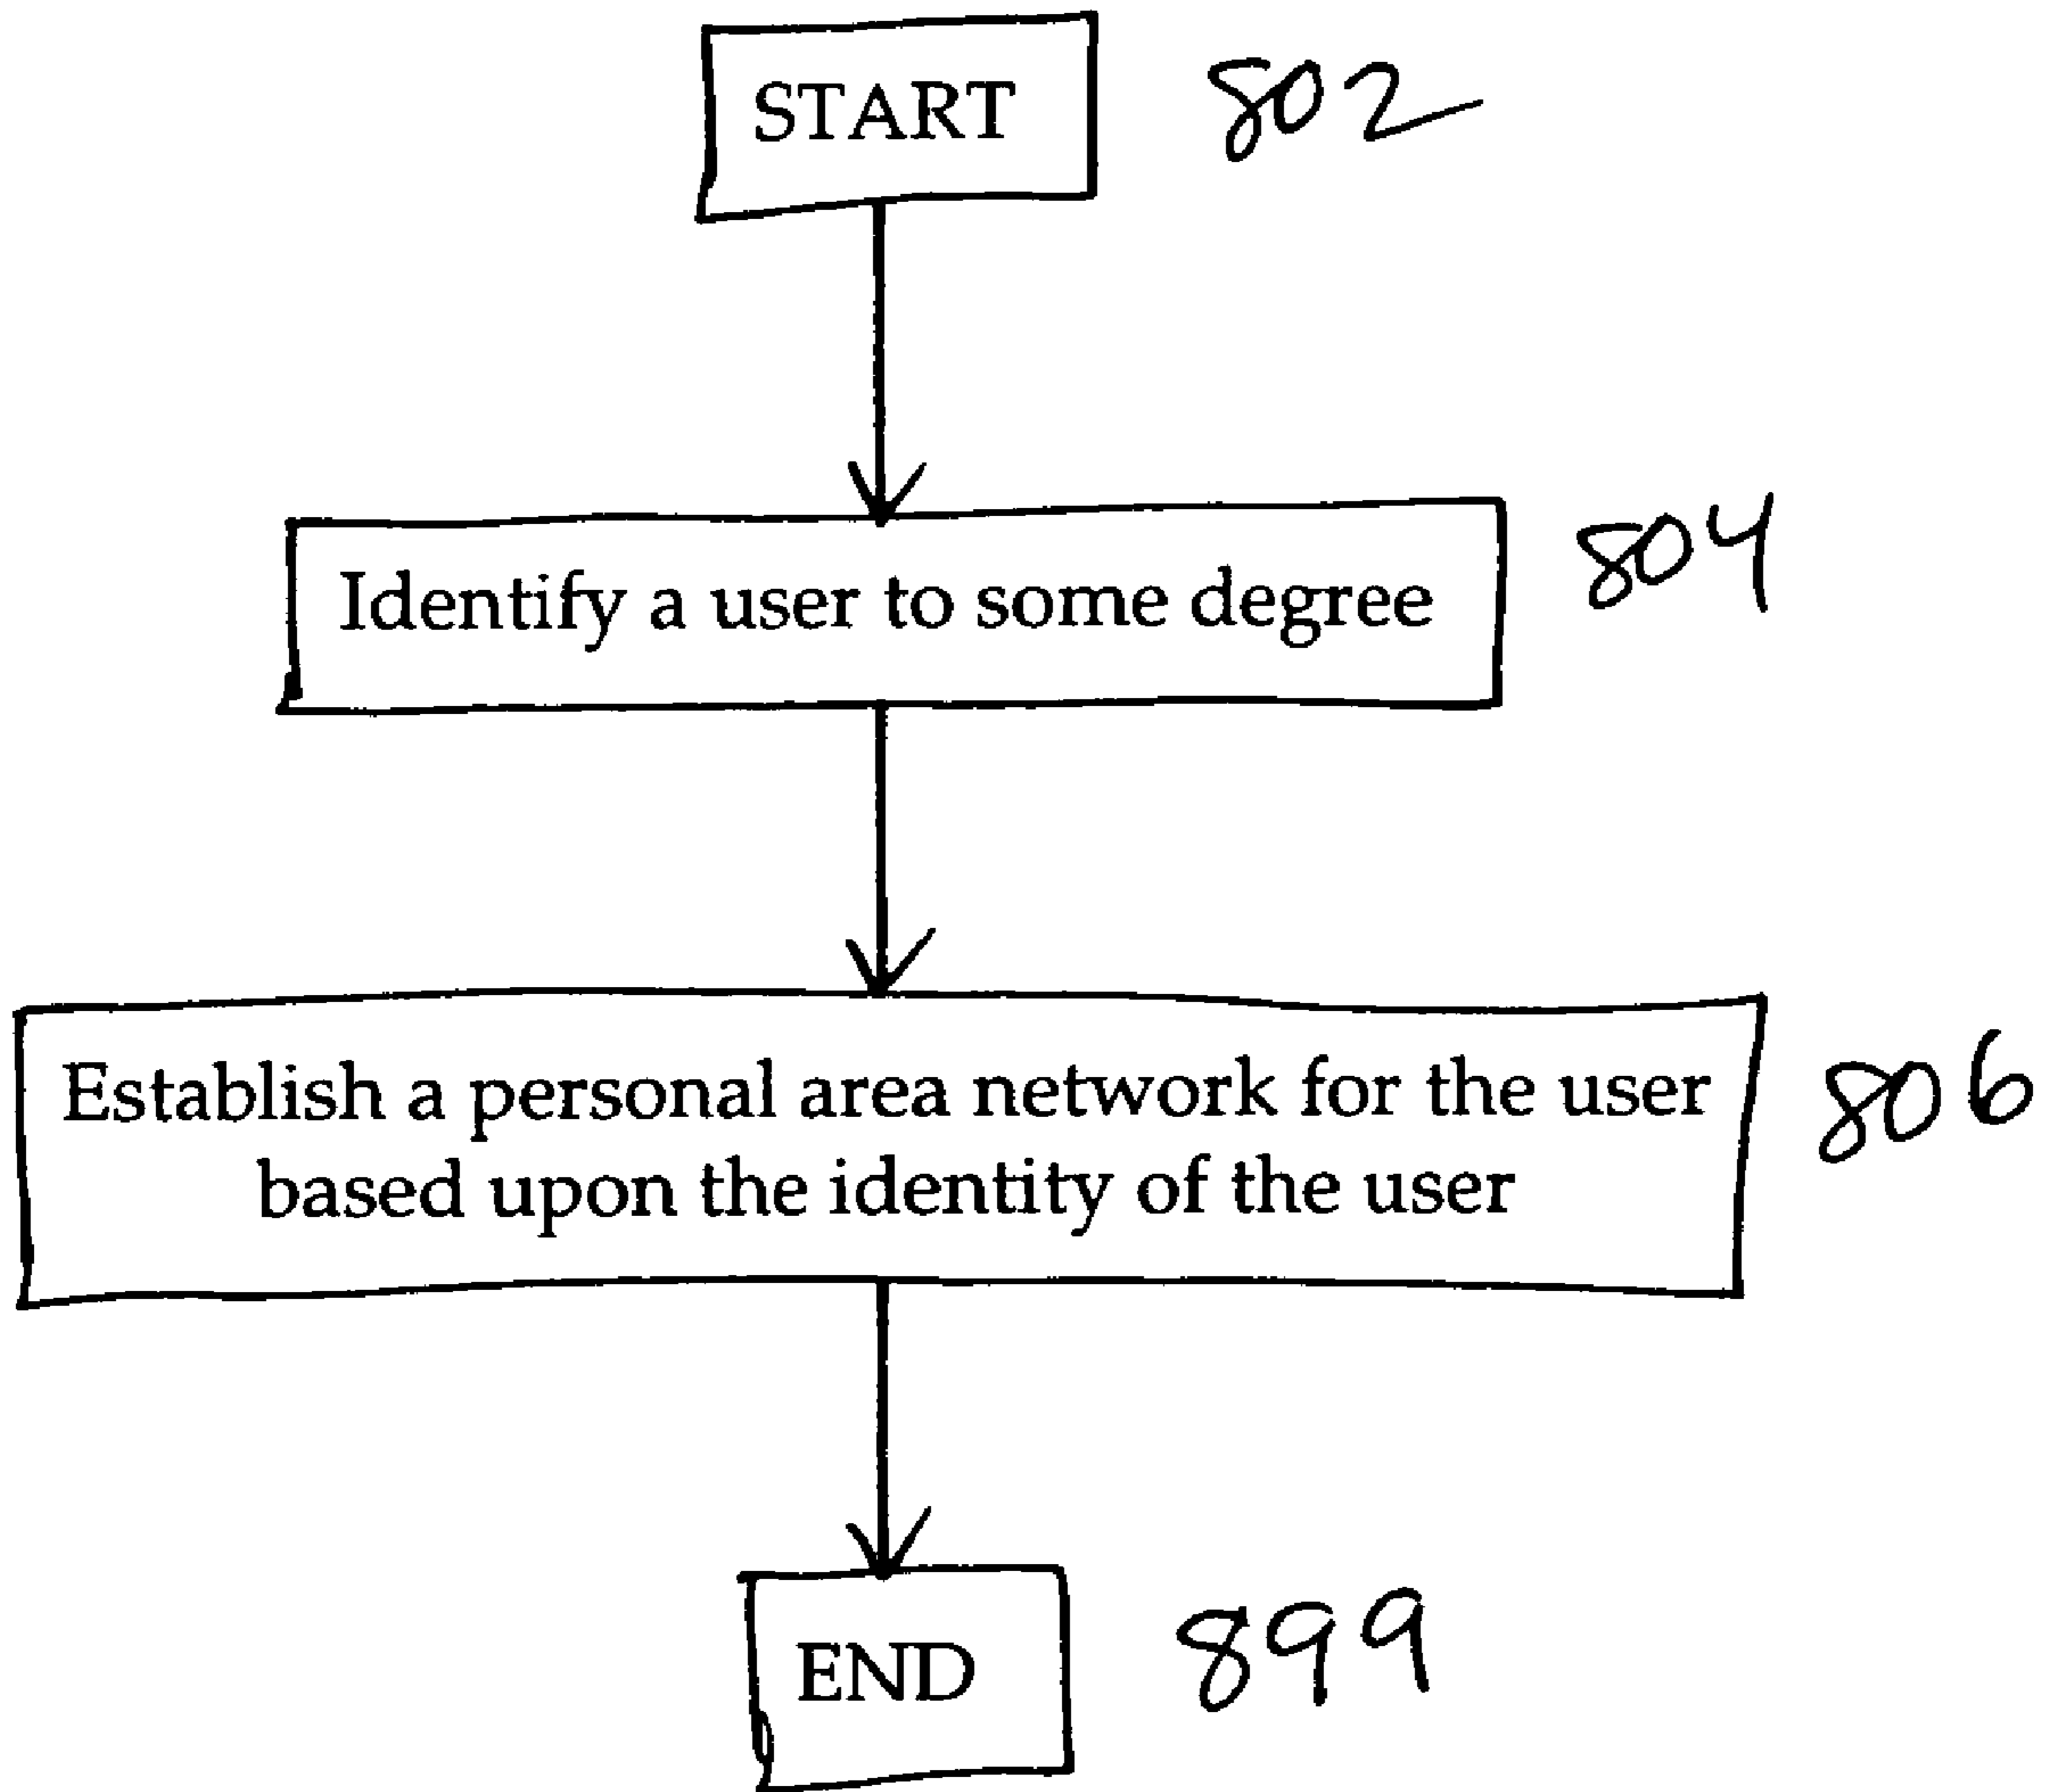 START
802
Identify a user to some degree
804
Establish a personal area network for the user
based upon the identity of the user
806
END
899